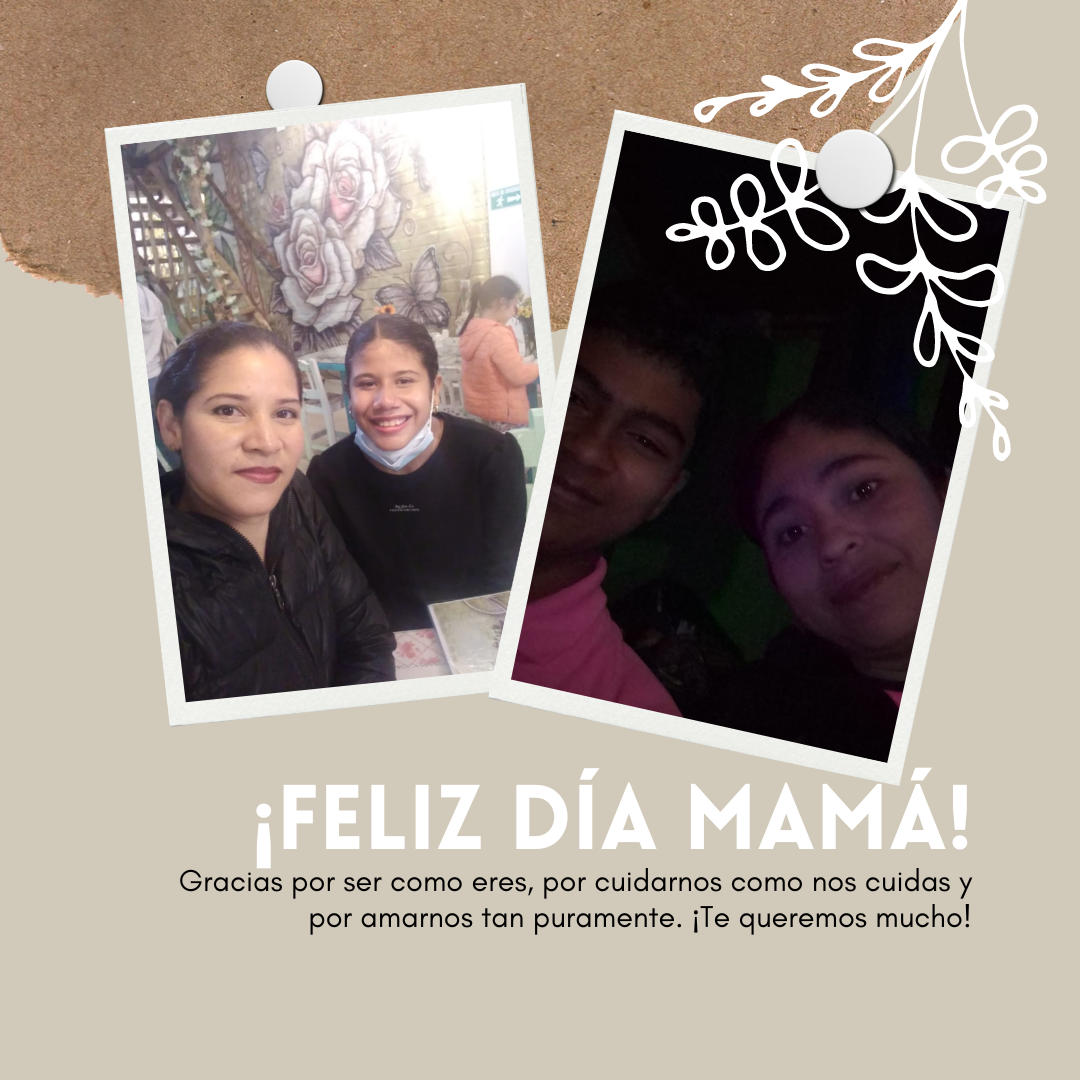 ¡FELIZ DÍA MAMÁ!
Gracias por ser como eres, por cuidarnos como nos cuidas y
por amarnos tan puramente. ¡Te queremos mucho!